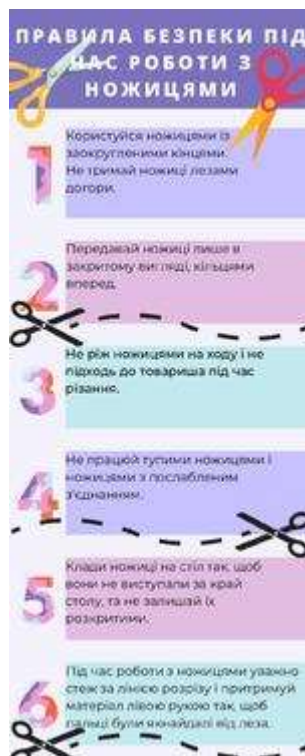 ПРАВИЛА БЕЗПЕКИ ПІД
ЧАС РОБОТИ З
НОЖИЦЯМИ
1
Користуйся ножицями із
заокругленими кінцями.
Не тримай ножиці лезами
догори.
2
Передавай ножиці лише в
закритому вигляді, кільцями
вперед.
3
Не ріж ножицями на ходу і не
підходь до товариша під час
різання.
4
Не працюй тупими ножицями і
ножицями з послабленим
з'єднанням.
5
Клади ножиці на стіл так, щоб
вони не виступали за край
столу, та не залишай їх
розкритими.
6
Під час роботи з ножицями уважно
стеж за лінією розрізу і притримуй
матеріал лівою рукою так, щоб
пальці були якнайдалі від леза.